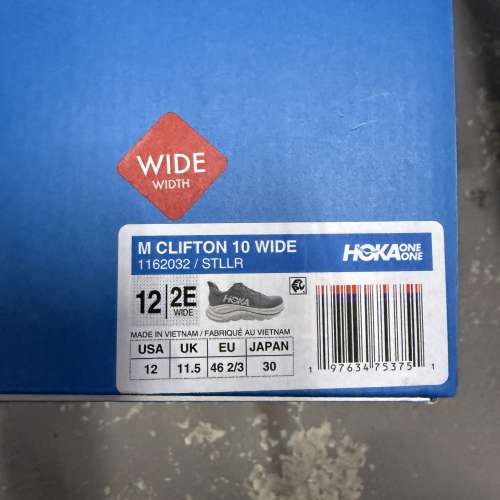 WIDE
WIDTH
M CLIFTON 10 WIDE
1162032 / STLLR
HOKA ONE ONE
12 2E WIDE
HOKA
MADE IN VIETNAM / FABRIQUÉ AU VIETNAM
USA UK EU JAPAN
12 11.5 46 2/3 30
1 97634 75375 1